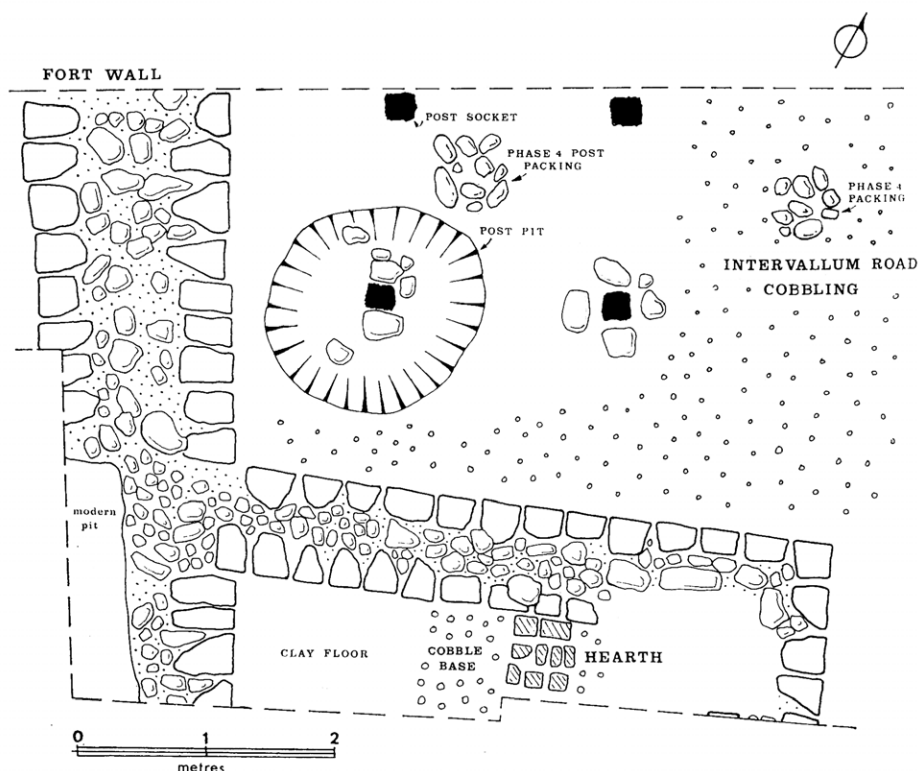 FORT WALL
POST SOCKET
PHASE 4 POST
PACKING
PHASE 4
PACKING
POST PIT
INTERVALLUM ROAD
COBBLING
modern
pit
CLAY FLOOR
COBBLE
BASE
HEARTH
0 1 2
metres